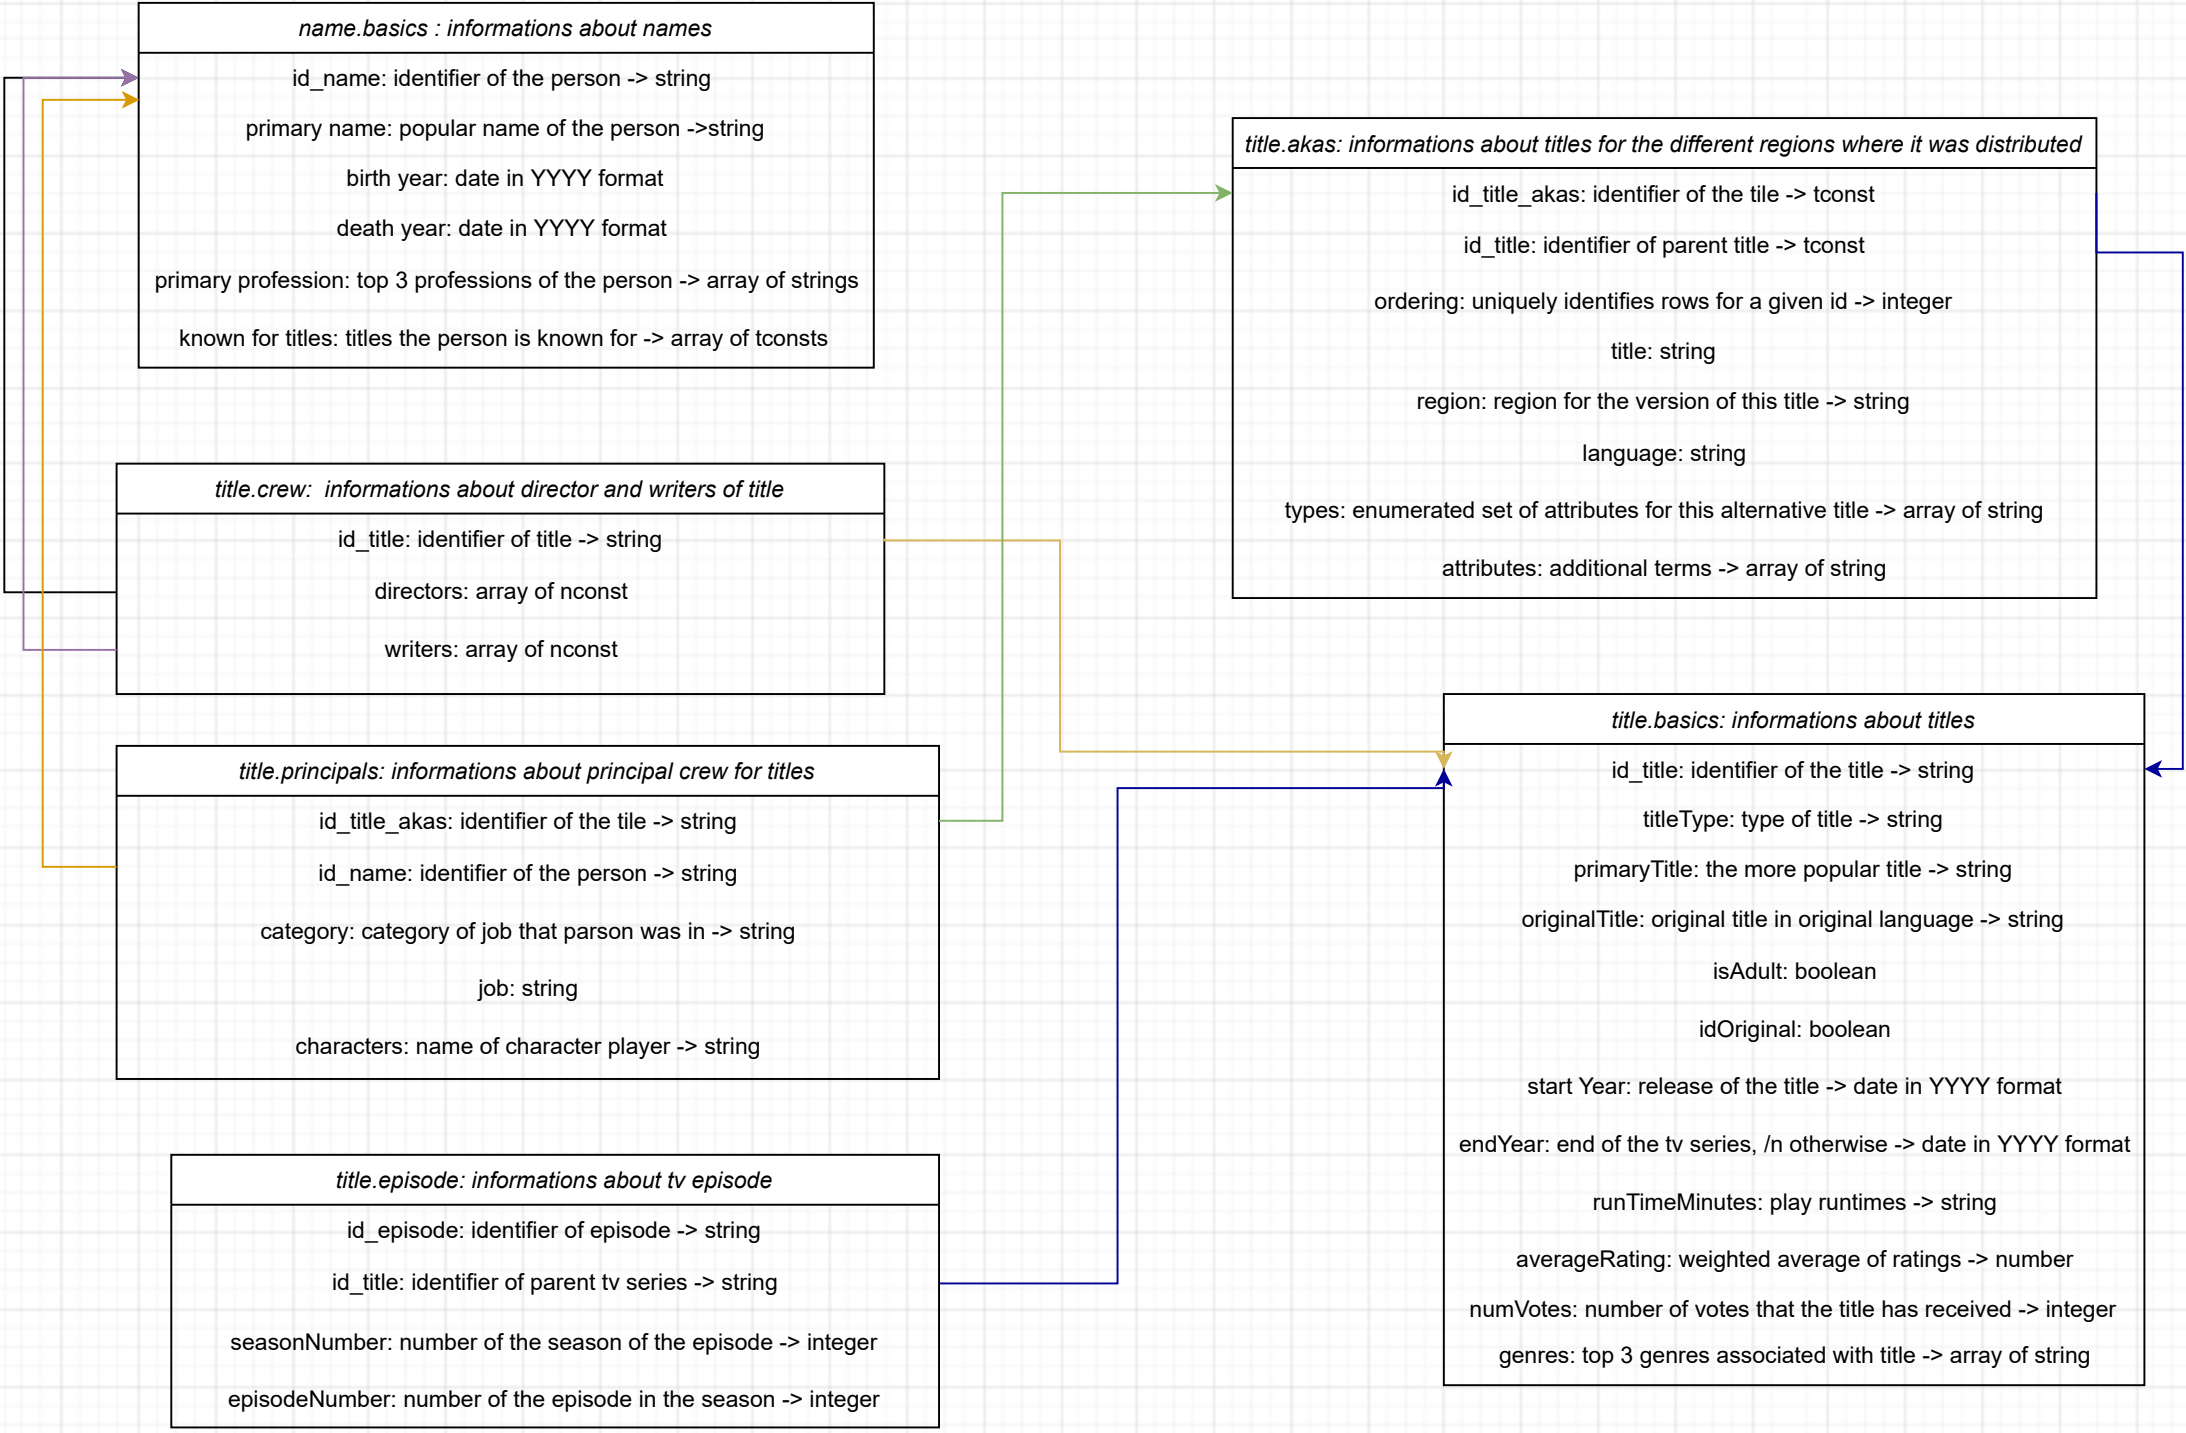 name.basics : informations about names
id_name: identifier of the person -> string
primary name: popular name of the person ->string
birth year: date in YYYY format
death year: date in YYYY format
primary profession: top 3 professions of the person -> array of strings
known for titles: titles the person is known for -> array of tconsts
title.crew:  informations about director and writers of title
id_title: identifier of title -> string
directors: array of nconst
writers: array of nconst
title.principals: informations about principal crew for titles
id_title_akas: identifier of the tile -> string
id_name: identifier of the person -> string
category: category of job that parson was in -> string
job: string
characters: name of character player -> string
title.episode: informations about tv episode
id_episode: identifier of episode -> string
id_title: identifier of parent tv series -> string
seasonNumber: number of the season of the episode -> integer
episodeNumber: number of the episode in the season -> integer
title.akas: informations about titles for the different regions where it was distributed
id_title_akas: identifier of the tile -> tconst
id_title: identifier of parent title -> tconst
ordering: uniquely identifies rows for a given id -> integer
title: string
region: region for the version of this title -> string
language: string
types: enumerated set of attributes for this alternative title -> array of string
attributes: additional terms -> array of string
title.basics: informations about titles
id_title: identifier of the title -> string
titleType: type of title -> string
primaryTitle: the more popular title -> string
originalTitle: original title in original language -> string
isAdult: boolean
idOriginal: boolean
start Year: release of the title -> date in YYYY format
endYear: end of the tv series, /n otherwise -> date in YYYY format
runTimeMinutes: play runtimes -> string
averageRating: weighted average of ratings -> number
numVotes: number of votes that the title has received -> integer
genres: top 3 genres associated with title -> array of string